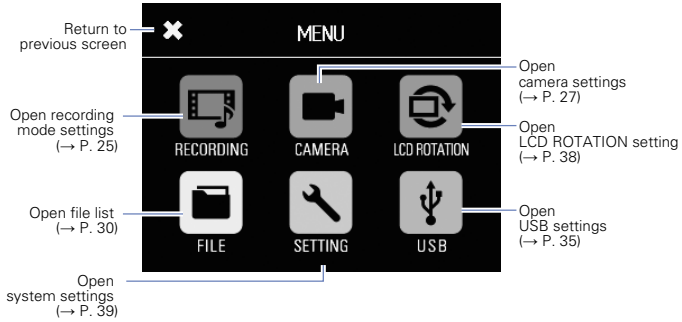 Return to
previous screen
MENU
Open
camera settings
(→ P. 27)
Open recording
mode settings
(→ P. 25)
RECORDING
CAMERA
LCD ROTATION
Open
LCD ROTATION setting
(→ P. 38)
Open file list
(→ P. 30)
FILE
SETTING
USB
Open
USB settings
(→ P. 35)
Open
system settings
(→ P. 39)